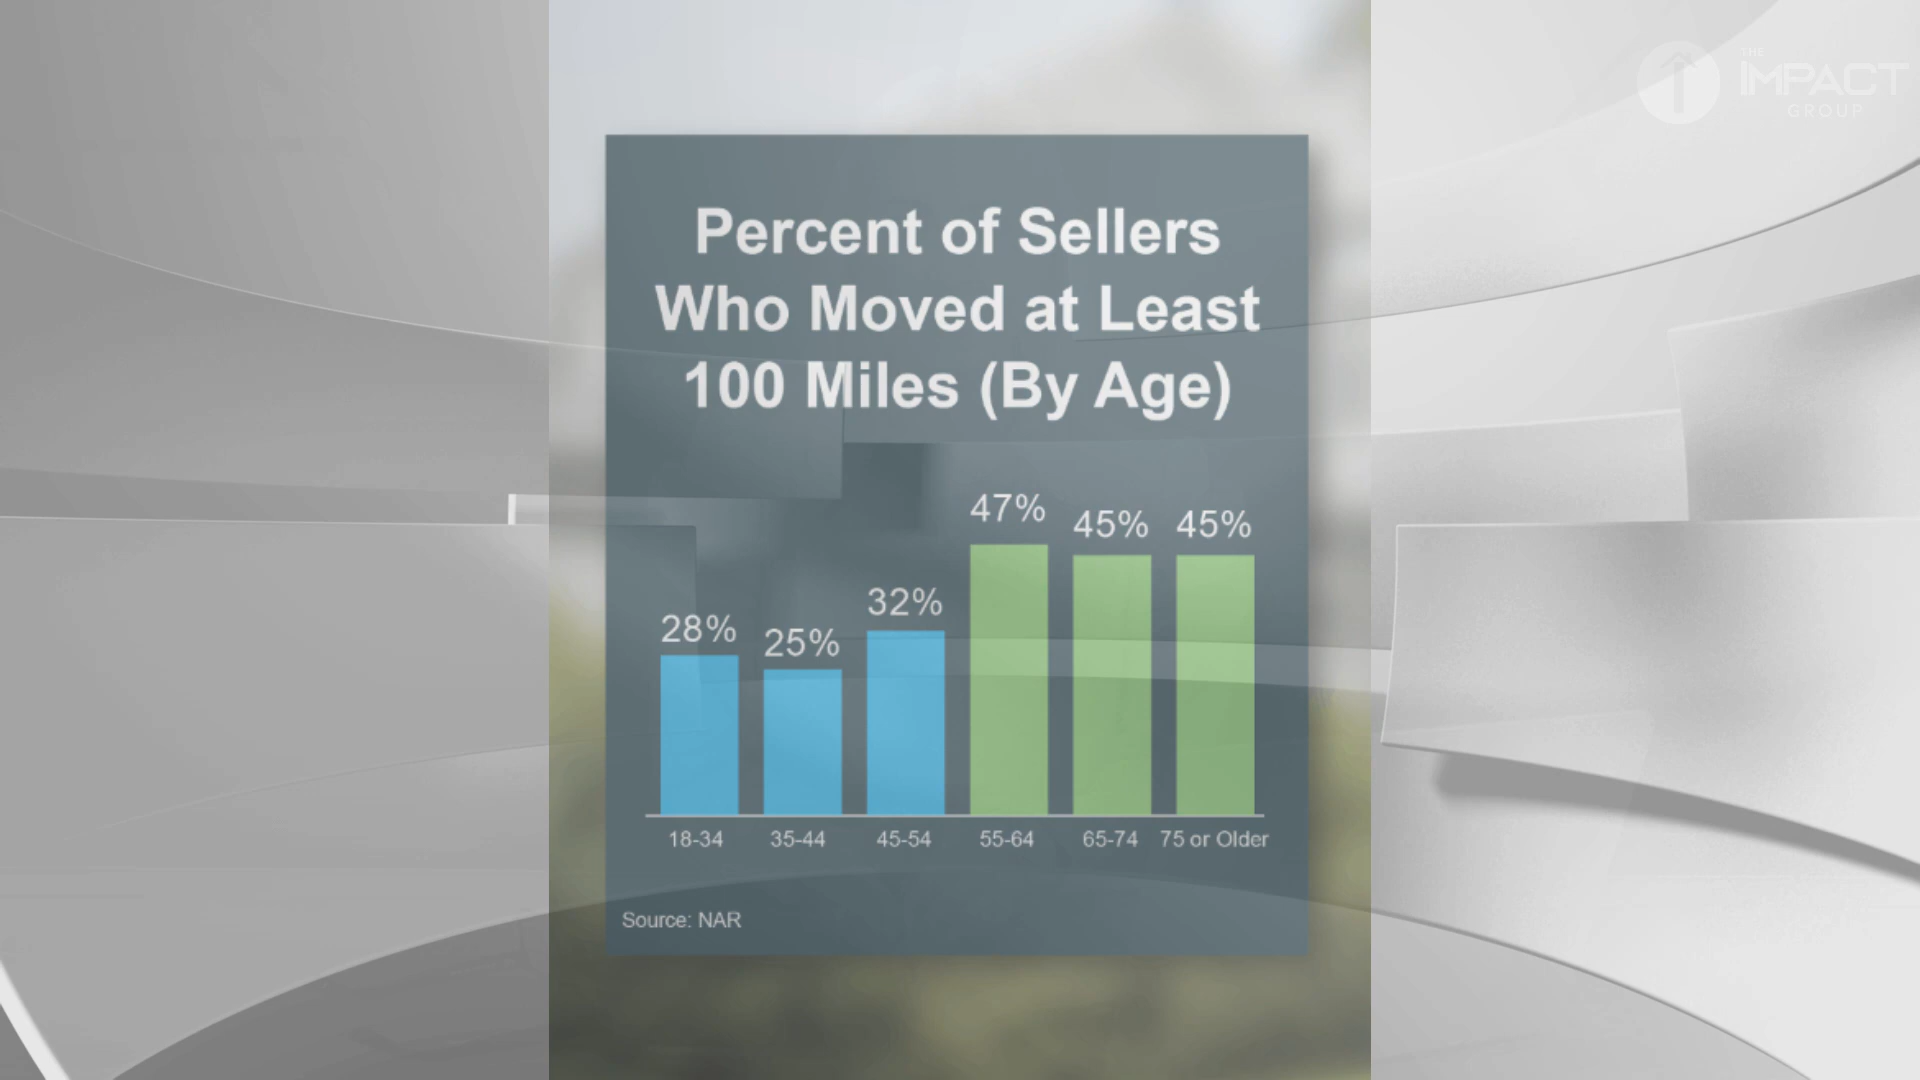 THE
IMPACT
GROUP
Percent of Sellers
Who Moved at Least
100 Miles (By Age)
28%
25%
32%
47%
45%
45%
18-34
35-44
45-54
55-64
65-74
75 or Older
Source: NAR